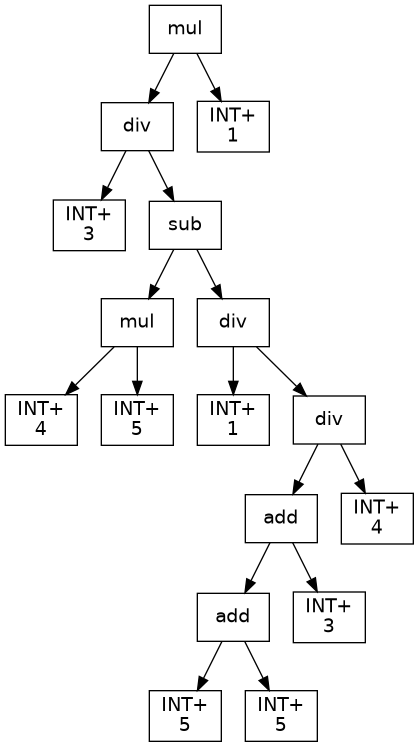 mul
div
INT+
1
INT+
3
sub
mul
div
INT+
4
INT+
5
INT+
1
div
add
INT+
4
add
INT+
3
INT+
5
INT+
5